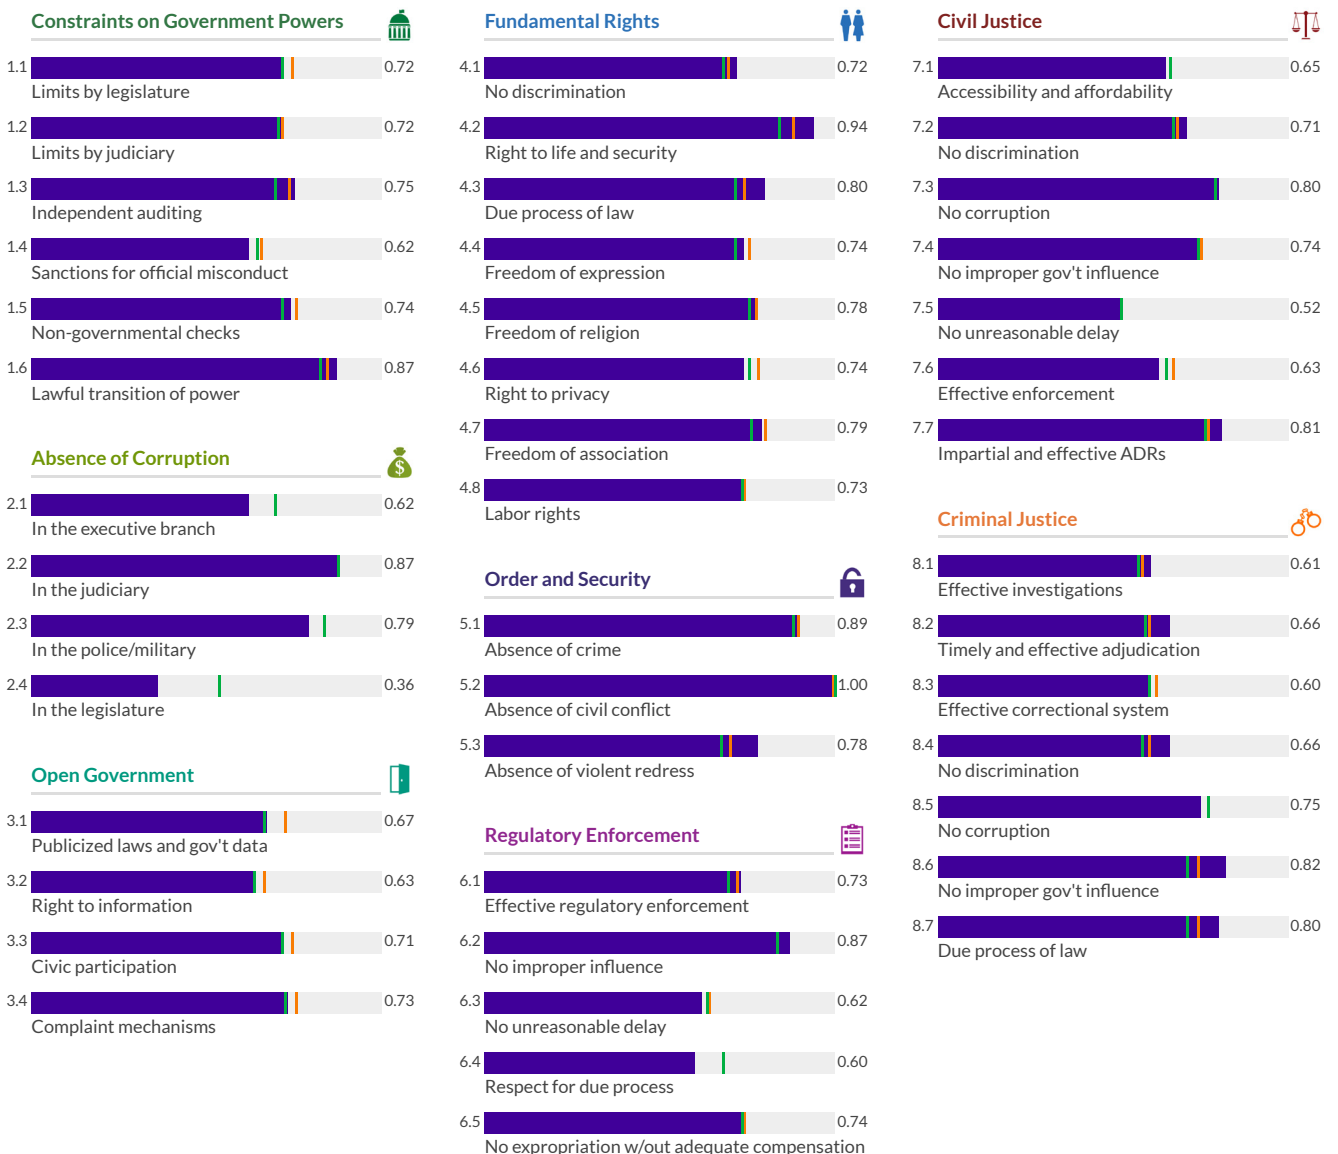 Constraints on Government Powers
1.1 0.72
Limits by legislature
1.2 0.72
Limits by judiciary
1.3 0.75
Independent auditing
1.4 0.62
Sanctions for official misconduct
1.5 0.74
Non-governmental checks
1.6 0.87
Lawful transition of power
Absence of Corruption
$
2.1 0.62
In the executive branch
2.2 0.87
In the judiciary
2.3 0.79
In the police/military
2.4 0.36
In the legislature
Open Government
3.1 0.67
Publicized laws and gov't data
3.2 0.63
Right to information
3.3 0.71
Civic participation
3.4 0.73
Complaint mechanisms
Fundamental Rights
4.1 0.72
No discrimination
4.2 0.94
Right to life and security
4.3 0.80
Due process of law
4.4 0.74
Freedom of expression
4.5 0.78
Freedom of religion
4.6 0.74
Right to privacy
4.7 0.79
Freedom of association
4.8 0.73
Labor rights
Order and Security
5.1 0.89
Absence of crime
5.2 1.00
Absence of civil conflict
5.3 0.78
Absence of violent redress
Regulatory Enforcement
6.1 0.73
Effective regulatory enforcement
6.2 0.87
No improper influence
6.3 0.62
No unreasonable delay
6.4 0.60
Respect for due process
6.5 0.74
No expropriation w/out adequate compensation
Civil Justice
7.1 0.65
Accessibility and affordability
7.2 0.71
No discrimination
7.3 0.80
No corruption
7.4 0.74
No improper gov't influence
7.5 0.52
No unreasonable delay
7.6 0.63
Effective enforcement
7.7 0.81
Impartial and effective ADRs
Criminal Justice
8.1 0.61
Effective investigations
8.2 0.66
Timely and effective adjudication
8.3 0.60
Effective correctional system
8.4 0.66
No discrimination
8.5 0.75
No corruption
8.6 0.82
No improper gov't influence
8.7 0.80
Due process of law